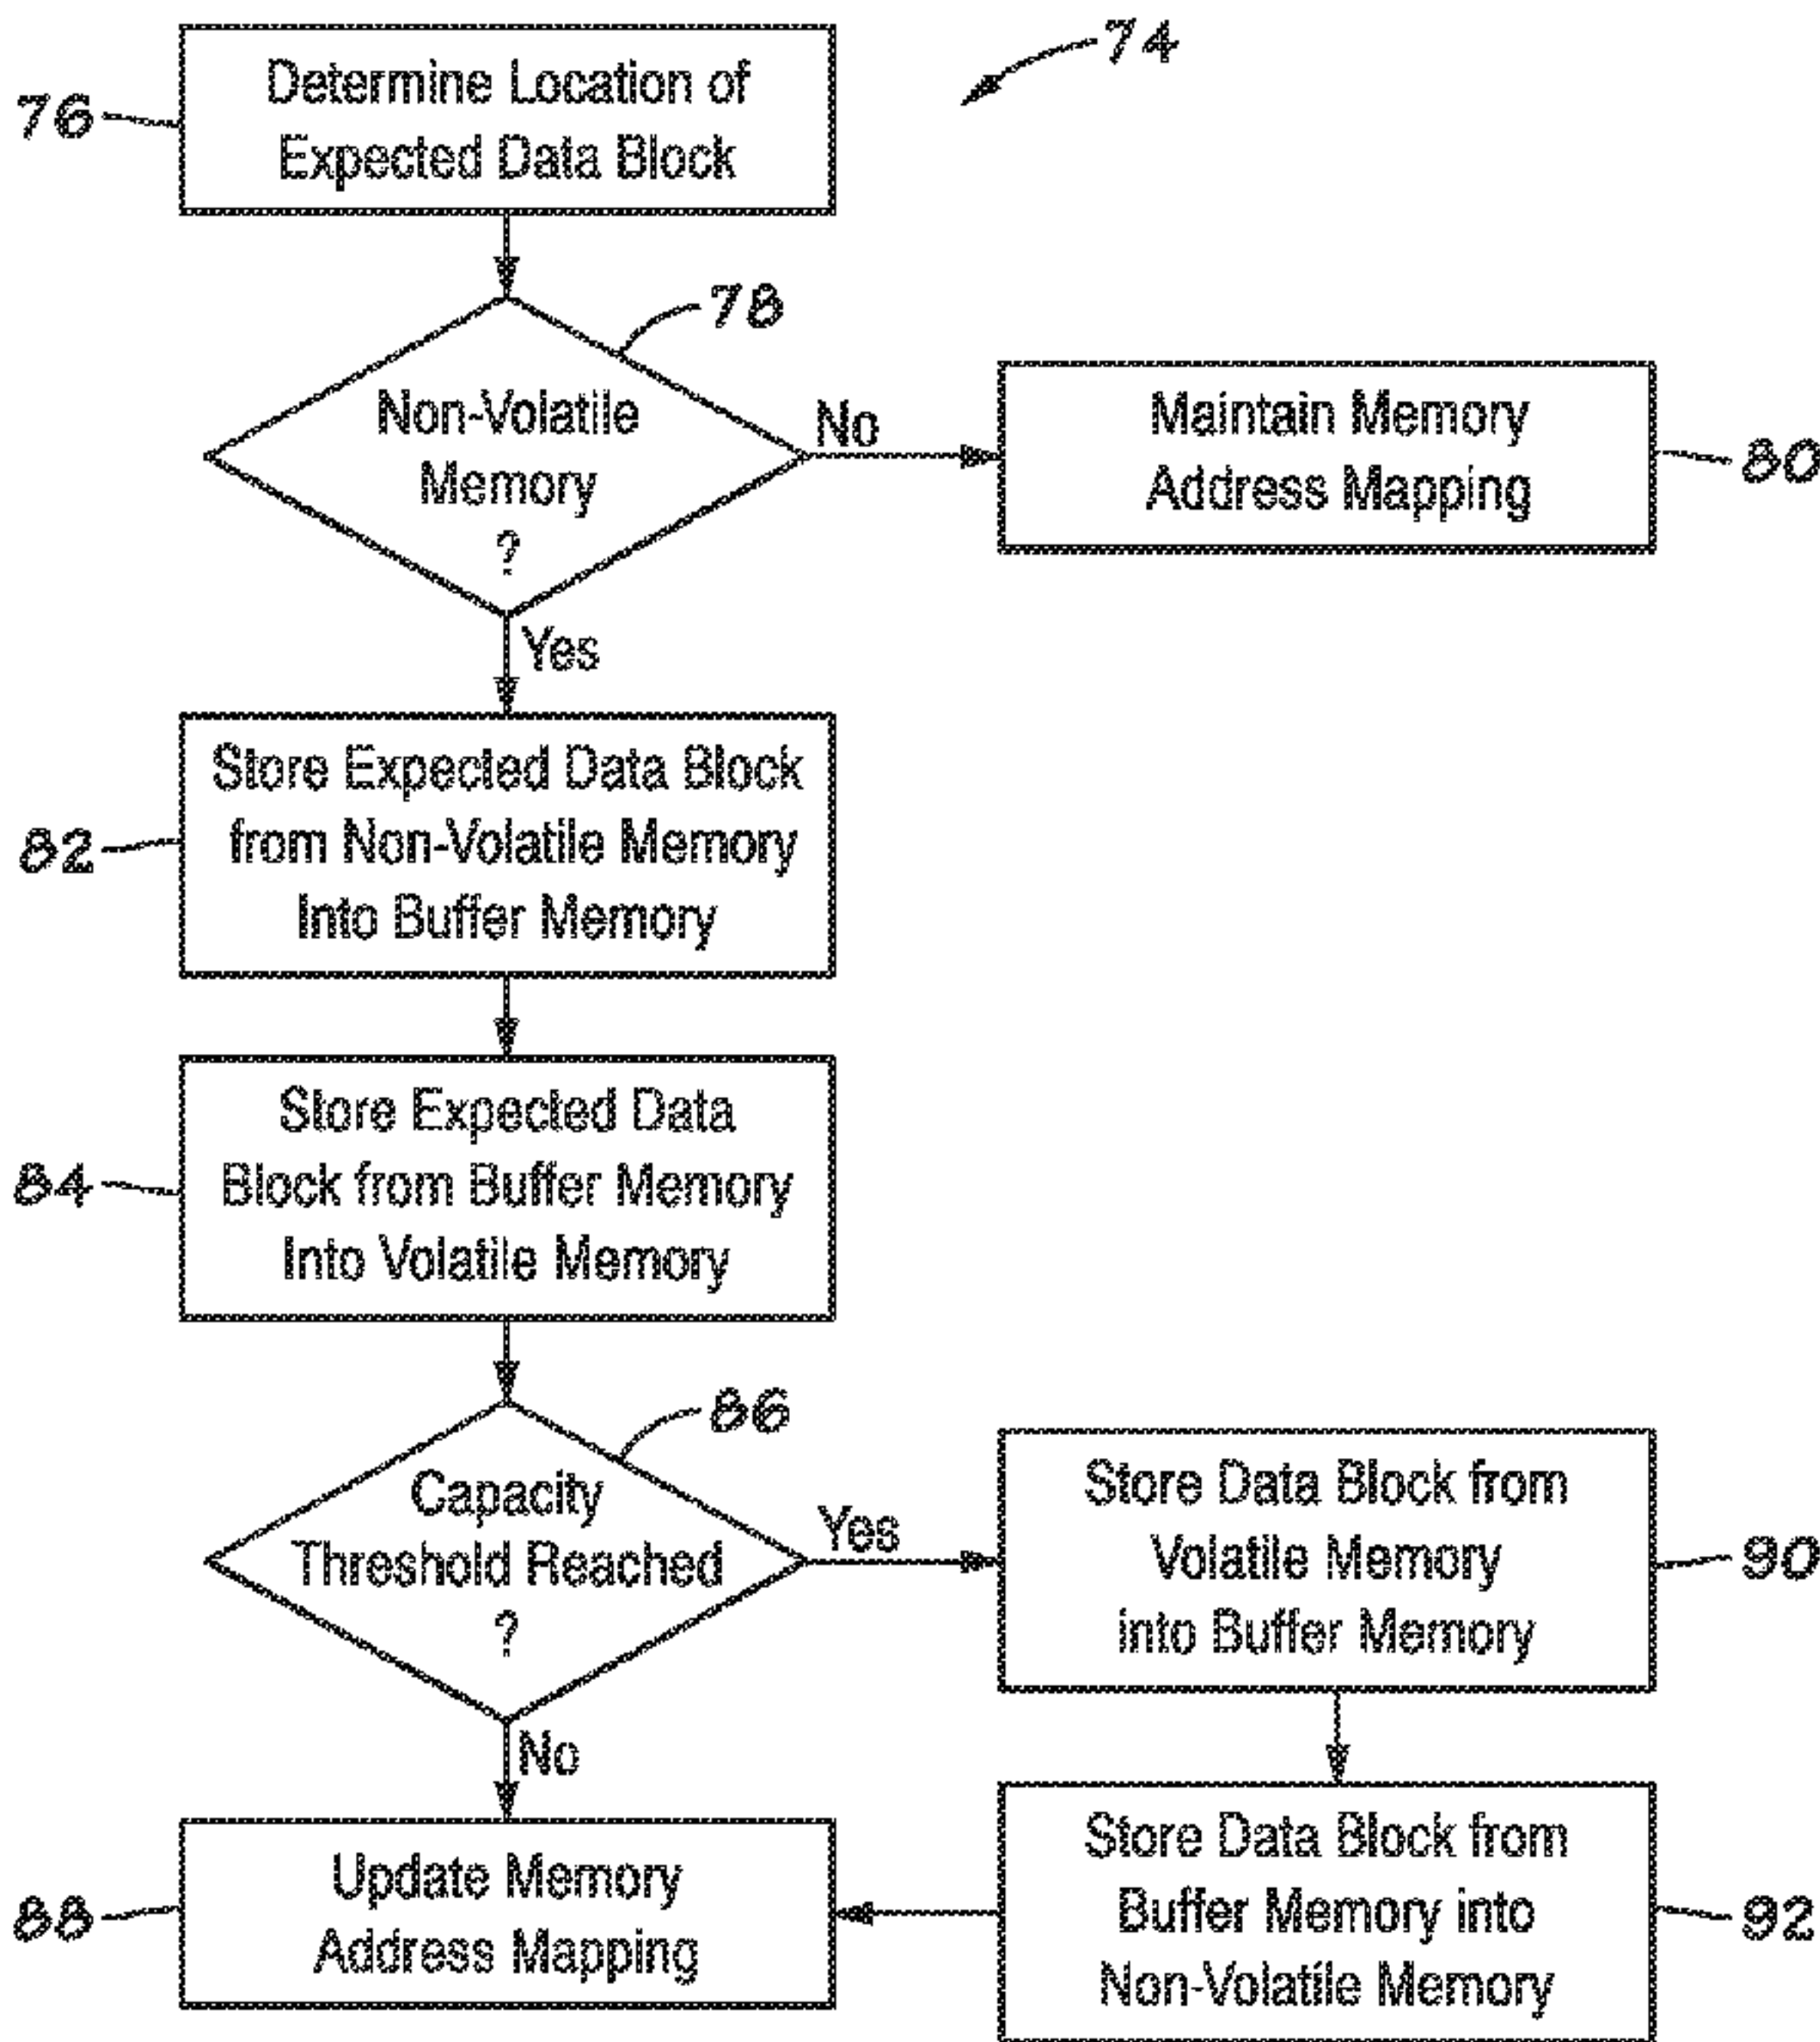 74
76
Determine Location of
Expected Data Block
78
Non-Volatile
Memory
?
No
Maintain Memory
Address Mapping
80
Yes
82
Store Expected Data Block
from Non-Volatile Memory
Into Buffer Memory
84
Store Expected Data
Block from Buffer Memory
Into Volatile Memory
86
Capacity
Threshold Reached
?
Yes
Store Data Block from
Volatile Memory
into Buffer Memory
90
No
88
Update Memory
Address Mapping
Store Data Block from
Buffer Memory into
Non-Volatile Memory
92